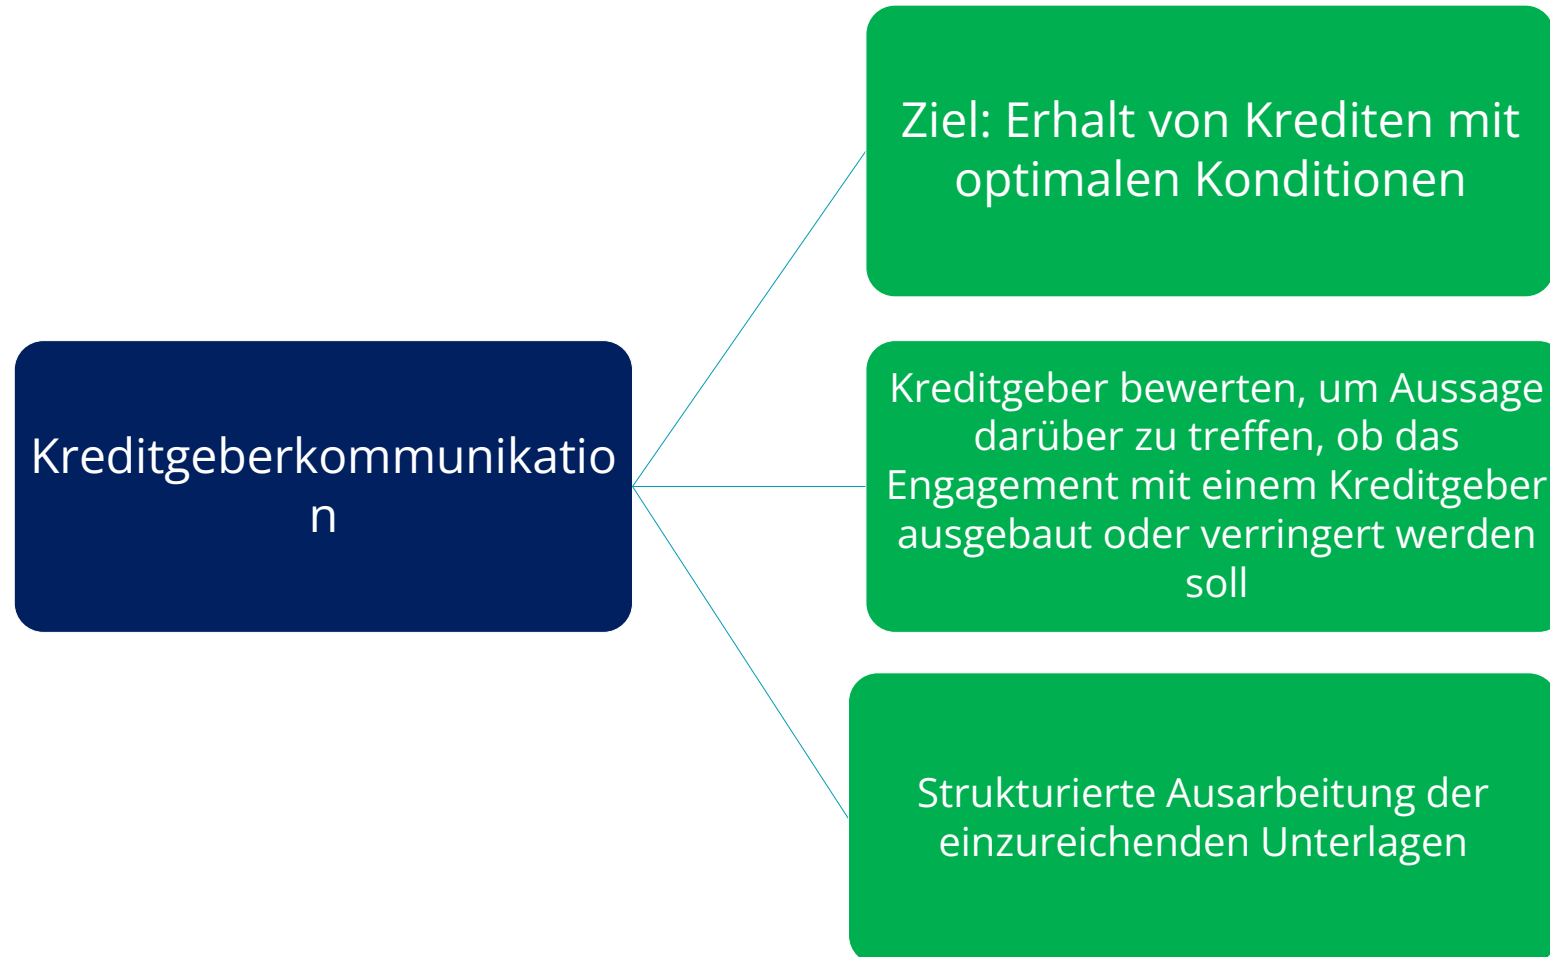 Ziel: Erhalt von Krediten mit
optimalen Konditionen
Kreditgeberkommunikatio
n
Kreditgeber bewerten, um Aussage
darüber zu treffen, ob das
Engagement mit einem Kreditgeber
ausgebaut oder verringert werden
soll
Strukturierte Ausarbeitung der
einzureichenden Unterlagen